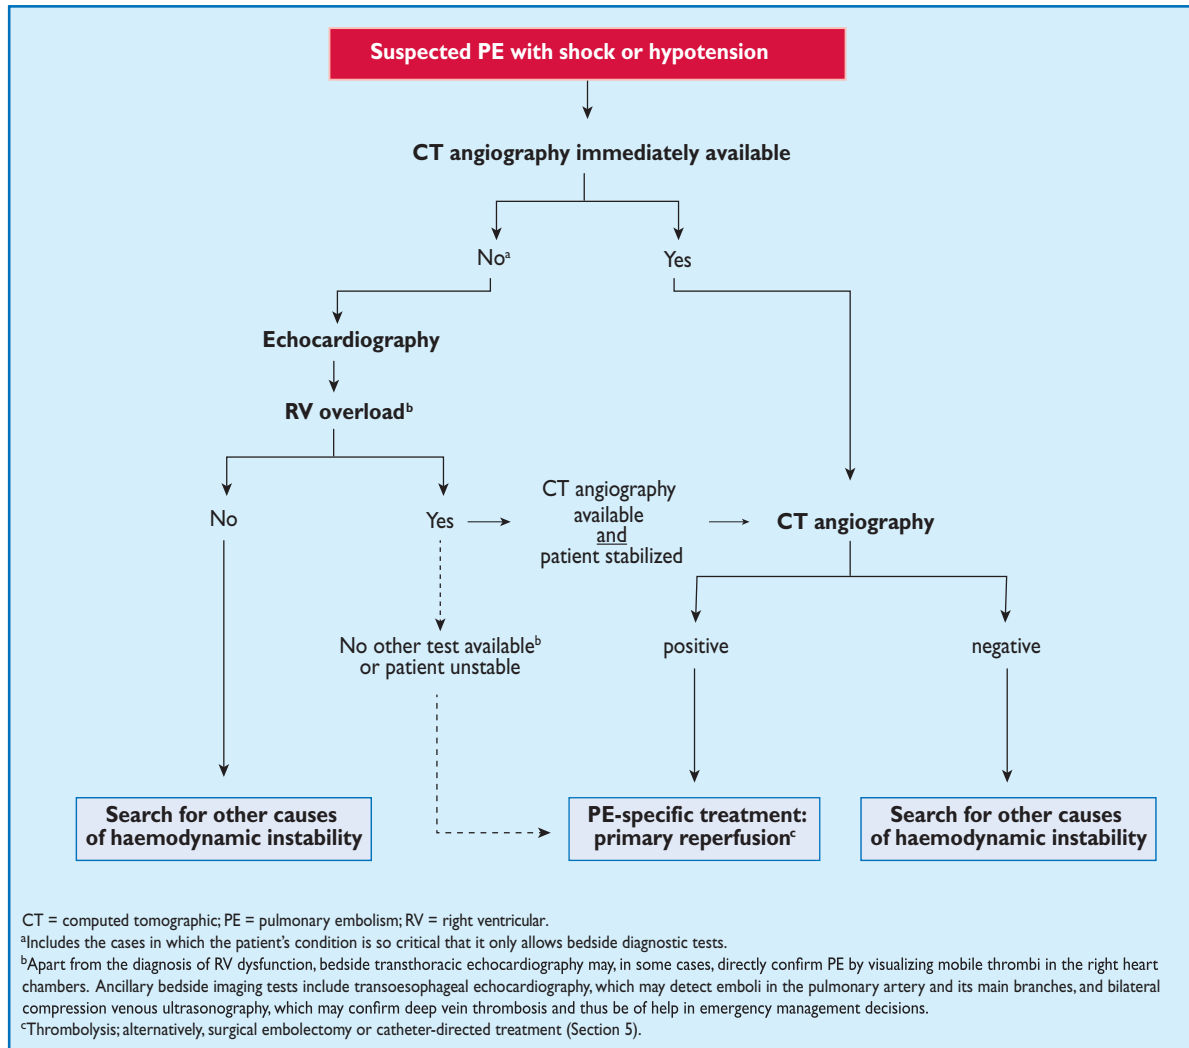 Suspected PE with shock or hypotension
CT angiography immediately available
Noᵃ
Yes
Echocardiography
RV overloadᵇ
No
Yes
CT angiography
available
and
patient stabilized
CT angiography
No other test availableᵇ
or patient unstable
positive
negative
Search for other causes
of haemodynamic instability
PE-specific treatment:
primary reperfusionᶜ
Search for other causes
of haemodynamic instability
CT = computed tomographic; PE = pulmonary embolism; RV = right ventricular.
ᵃIncludes the cases in which the patient’s condition is so critical that it only allows bedside diagnostic tests.
ᵇApart from the diagnosis of RV dysfunction, bedside transthoracic echocardiography may, in some cases, directly confirm PE by visualizing mobile thrombi in the right heart
chambers. Ancillary bedside imaging tests include transoesophageal echocardiography, which may detect emboli in the pulmonary artery and its main branches, and bilateral
compression venous ultrasonography, which may confirm deep vein thrombosis and thus be of help in emergency management decisions.
ᶜThrombolysis; alternatively, surgical embolectomy or catheter-directed treatment (Section 5).